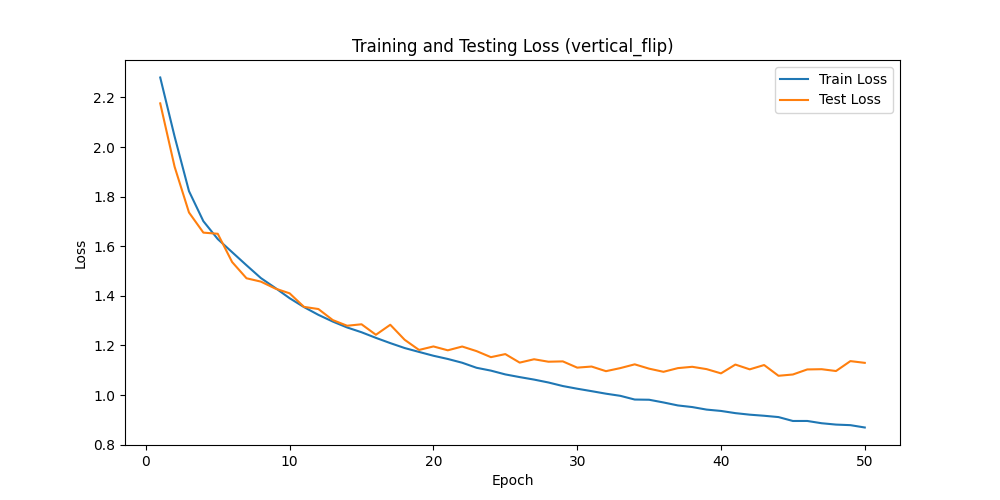 Training and Testing Loss (vertical_flip)
Train Loss
Test Loss
2.2
2.0
1.8
1.6
1.4
1.2
1.0
0.8
Loss
0 10 20 30 40 50
Epoch